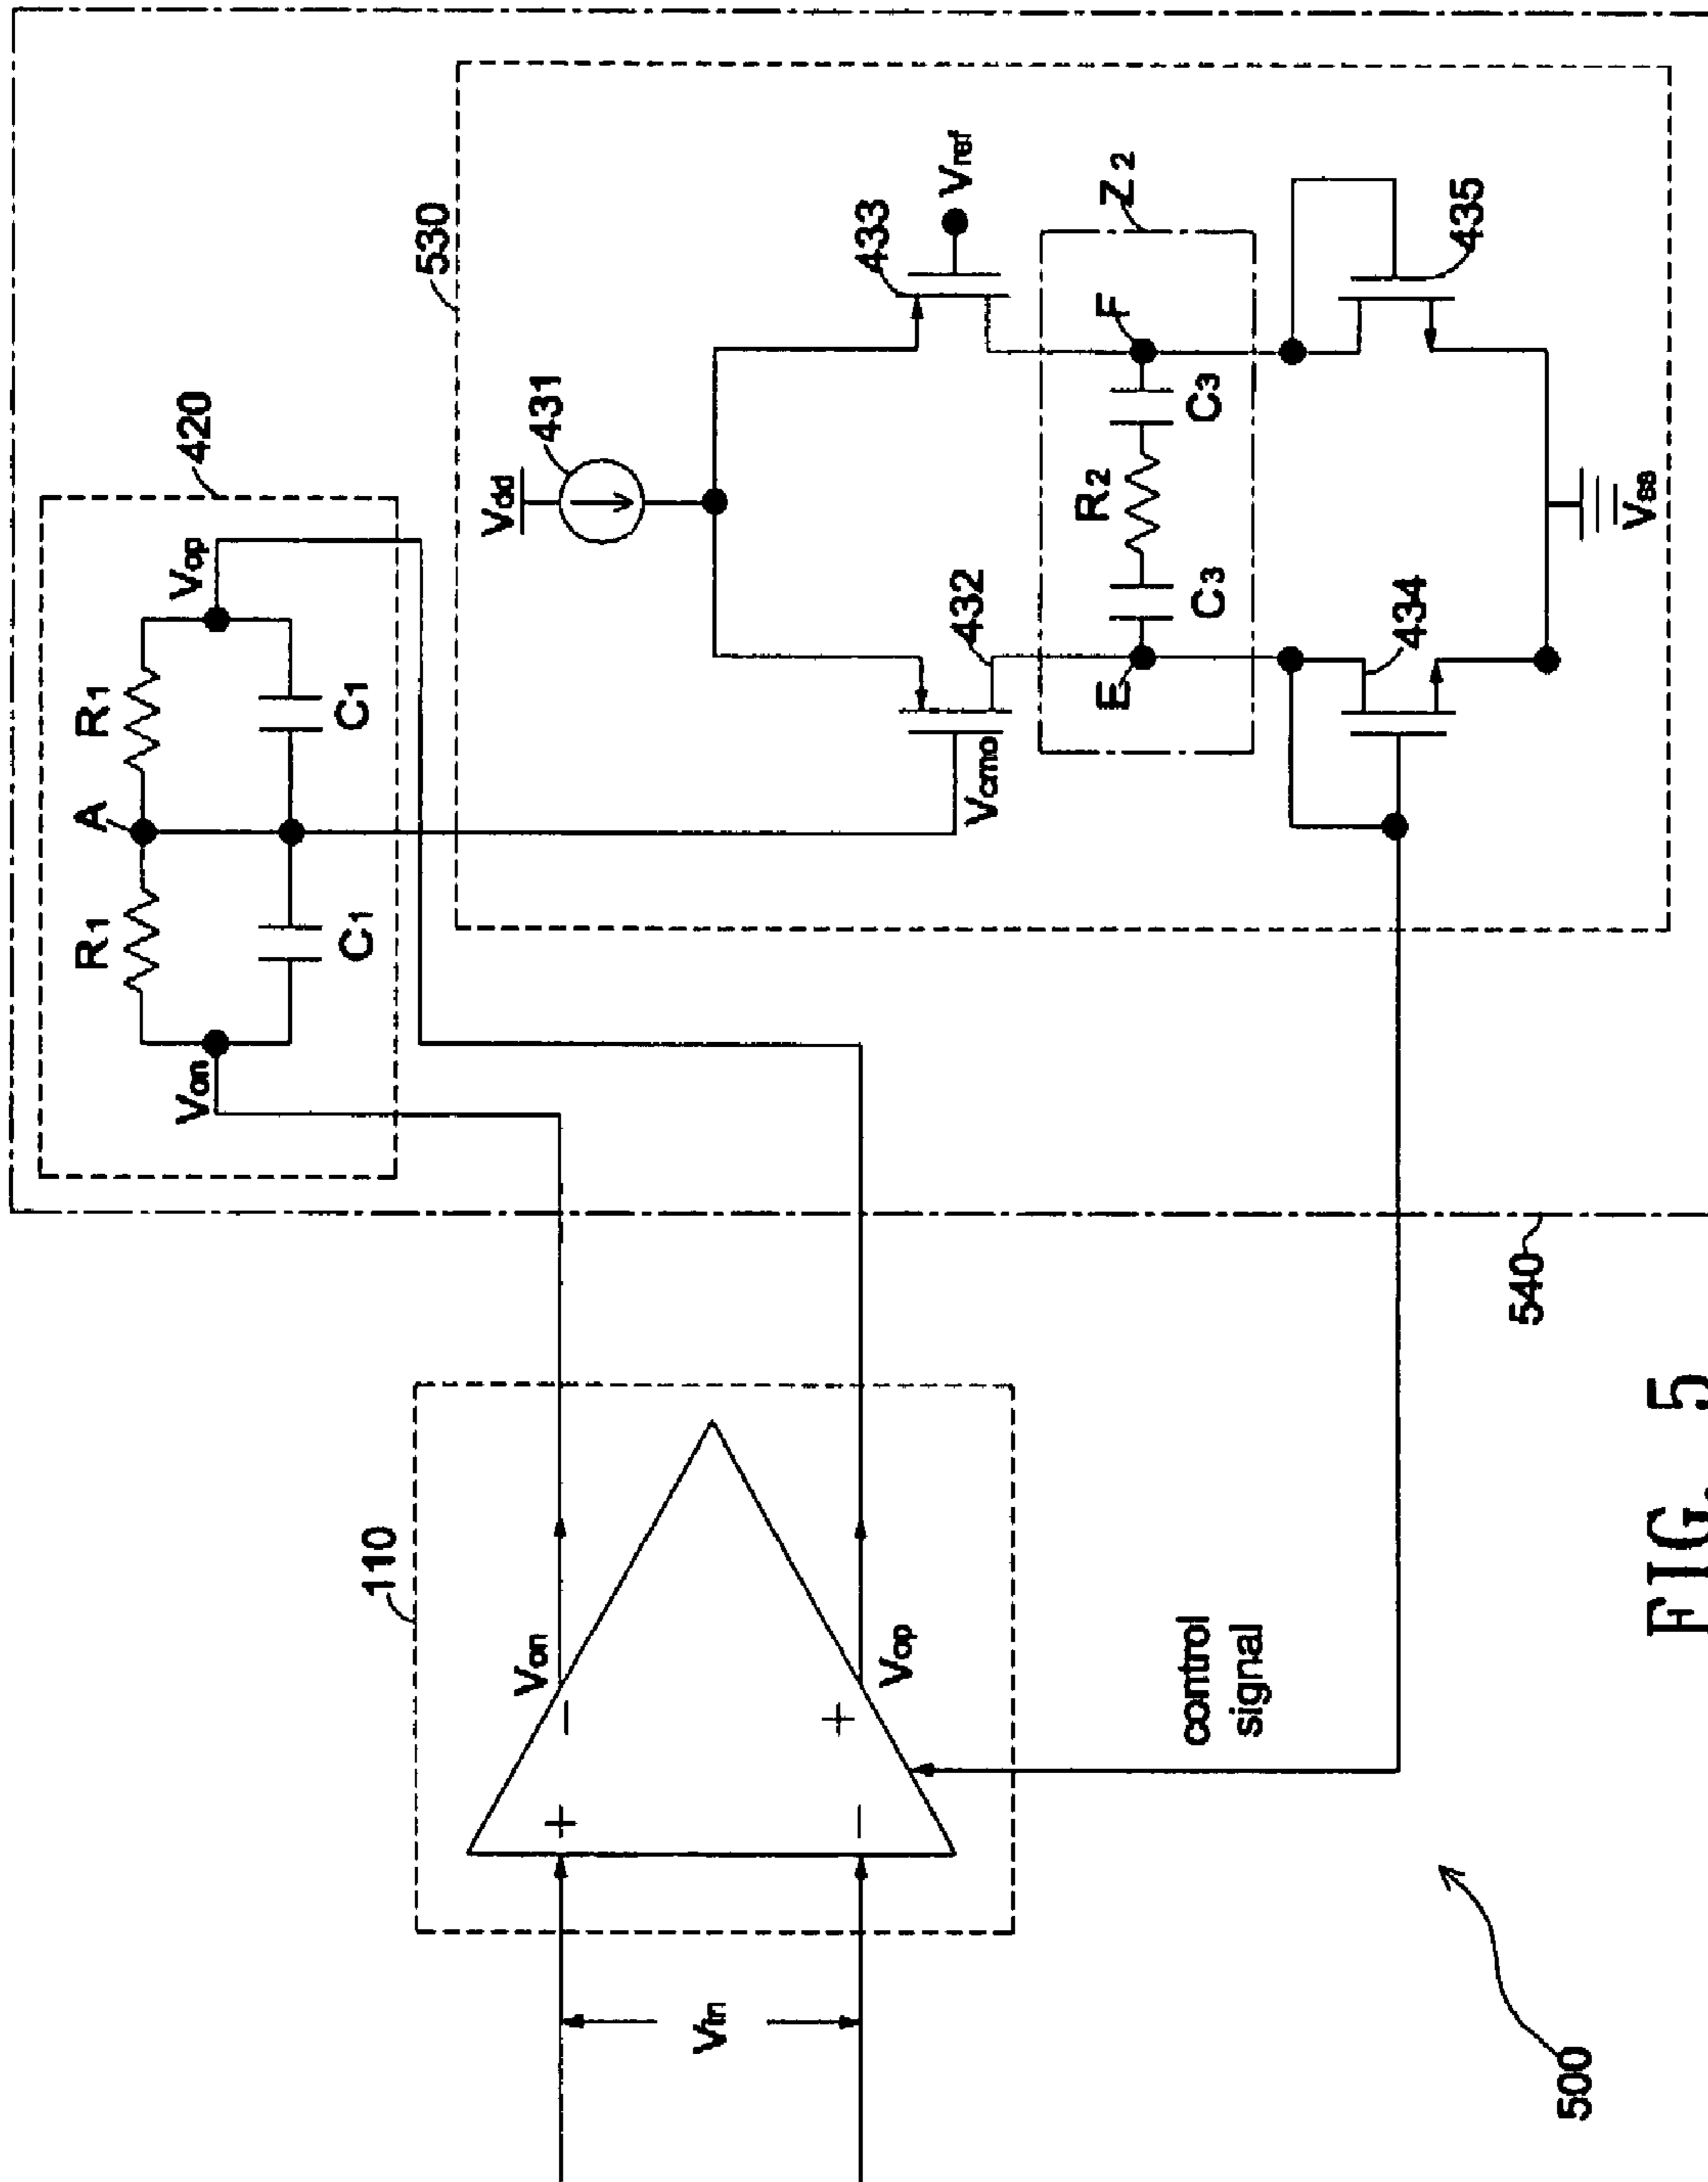 540
420
Von
R1
A
R1
Vop
C1
C1
530
Vdd
431
432
433
Vcmo
Vref
E
C3
R2
C3
F
Z2
434
435
Vss
110
+
−
Von
−
+
Vop
Vin
control
signal
500
FIG. 5